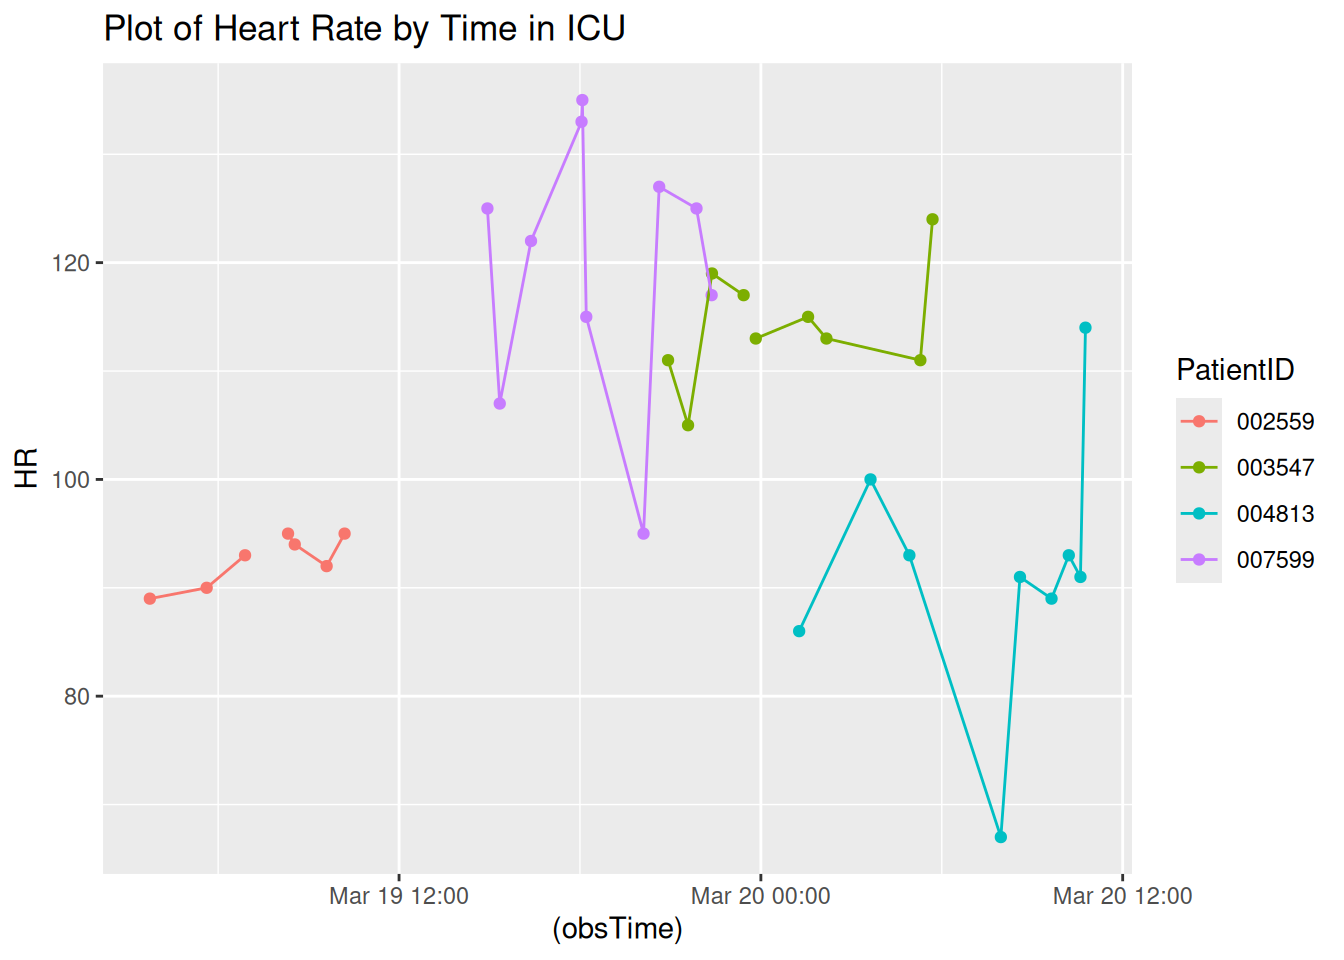 Plot of Heart Rate by Time in ICU
HR
120
100
80
Mar 19 12:00
Mar 20 00:00
Mar 20 12:00
(obsTime)
PatientID
002559
003547
004813
007599